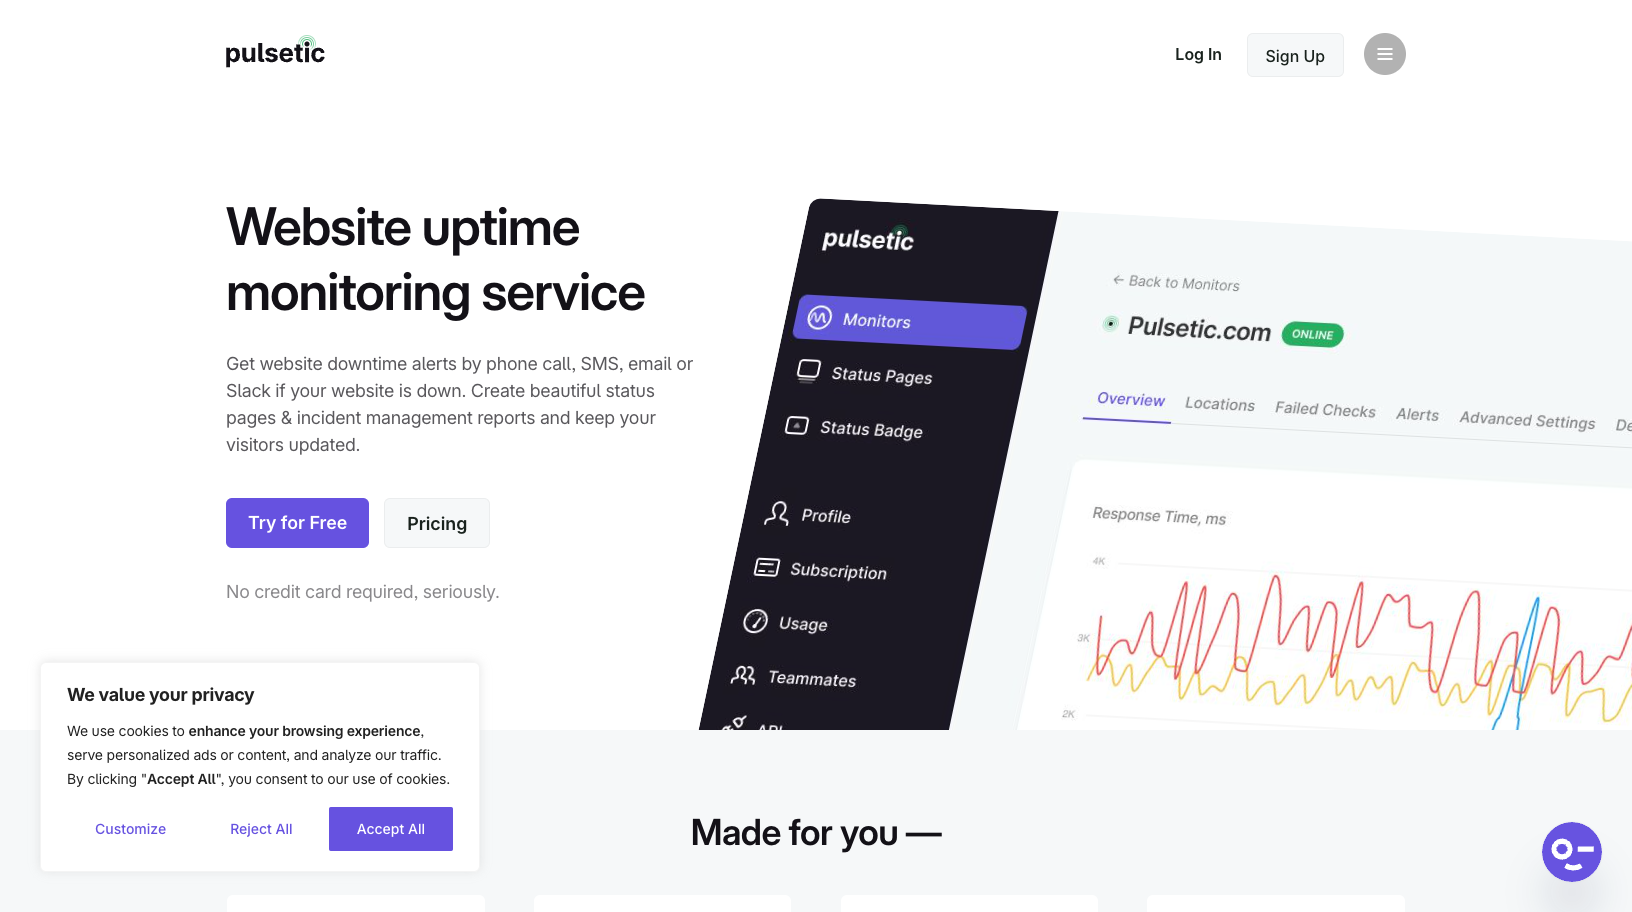 pulsetic
Log In
Sign Up
Website uptime
monitoring service
Get website downtime alerts by phone call, SMS, email or
Slack if your website is down. Create beautiful status
pages & incident management reports and keep your
visitors updated.
Try for Free
Pricing
No credit card required, seriously.
pulsetic
Monitors
Status Pages
Status Badge
Profile
Subscription
Usage
Teammates
API
← Back to Monitors
Pulsetic.com ONLINE
Overview Locations Failed Checks Alerts Advanced Settings
Response Time, ms
4K
3K
2K
We value your privacy
We use cookies to enhance your browsing experience,
serve personalized ads or content, and analyze our traffic.
By clicking "Accept All", you consent to our use of cookies.
Customize
Reject All
Accept All
Made for you —